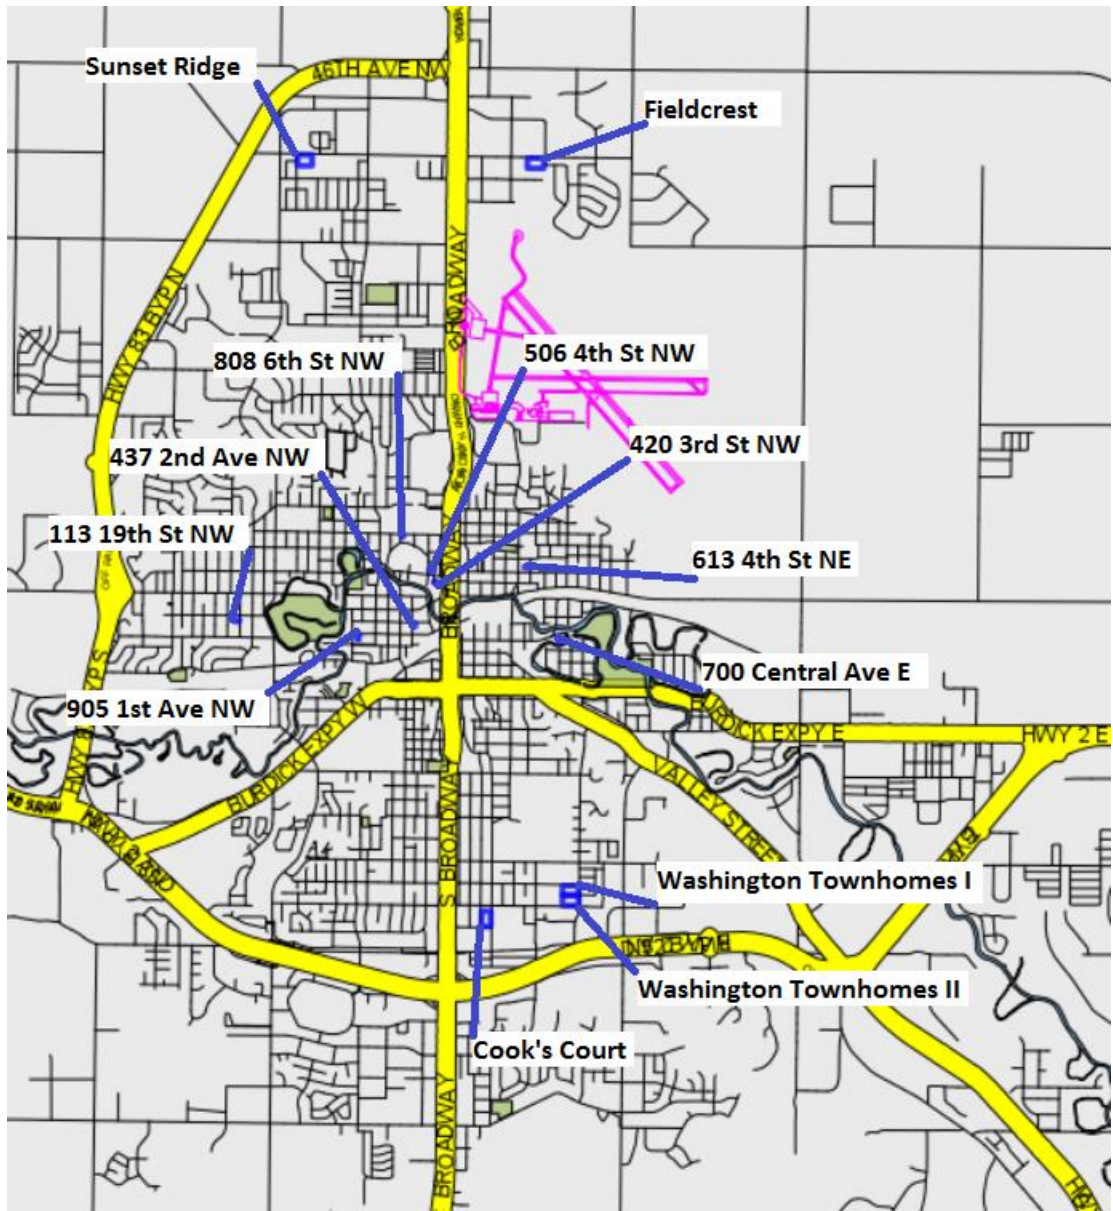 46TH AVE NW
Sunset Ridge
Fieldcrest
BROADWAY
HWY 83 BYP N
808 6th St NW
506 4th St NW
437 2nd Ave NW
420 3rd St NW
113 19th St NW
613 4th St NE
BROADWAY
700 Central Ave E
905 1st Ave NW
BURDICK EXPY E
HWY 2 E
BURDICK EXPY W
VALLEY STREET
S BROADWAY
Washington Townhomes I
Washington Townhomes II
Cook's Court
BROADWAY